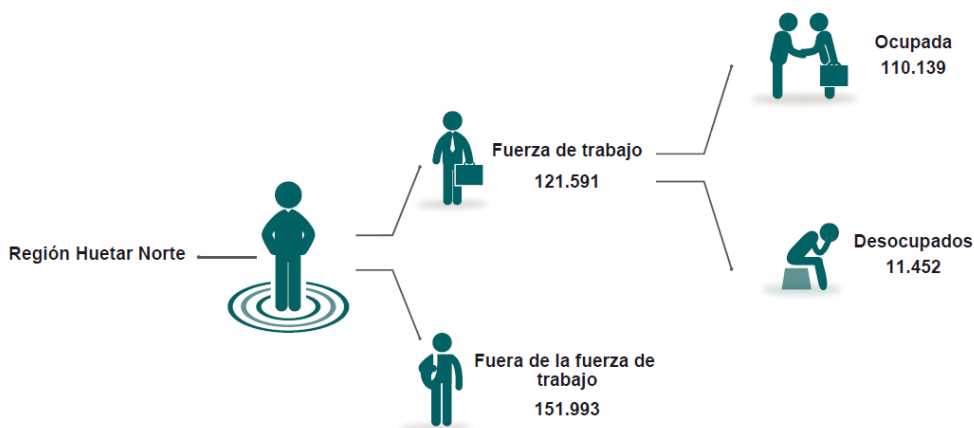 Región Huetar Norte
Fuerza de trabajo
121.591
Ocupada
110.139
Desocupados
11.452
Fuera de la fuerza de
trabajo
151.993